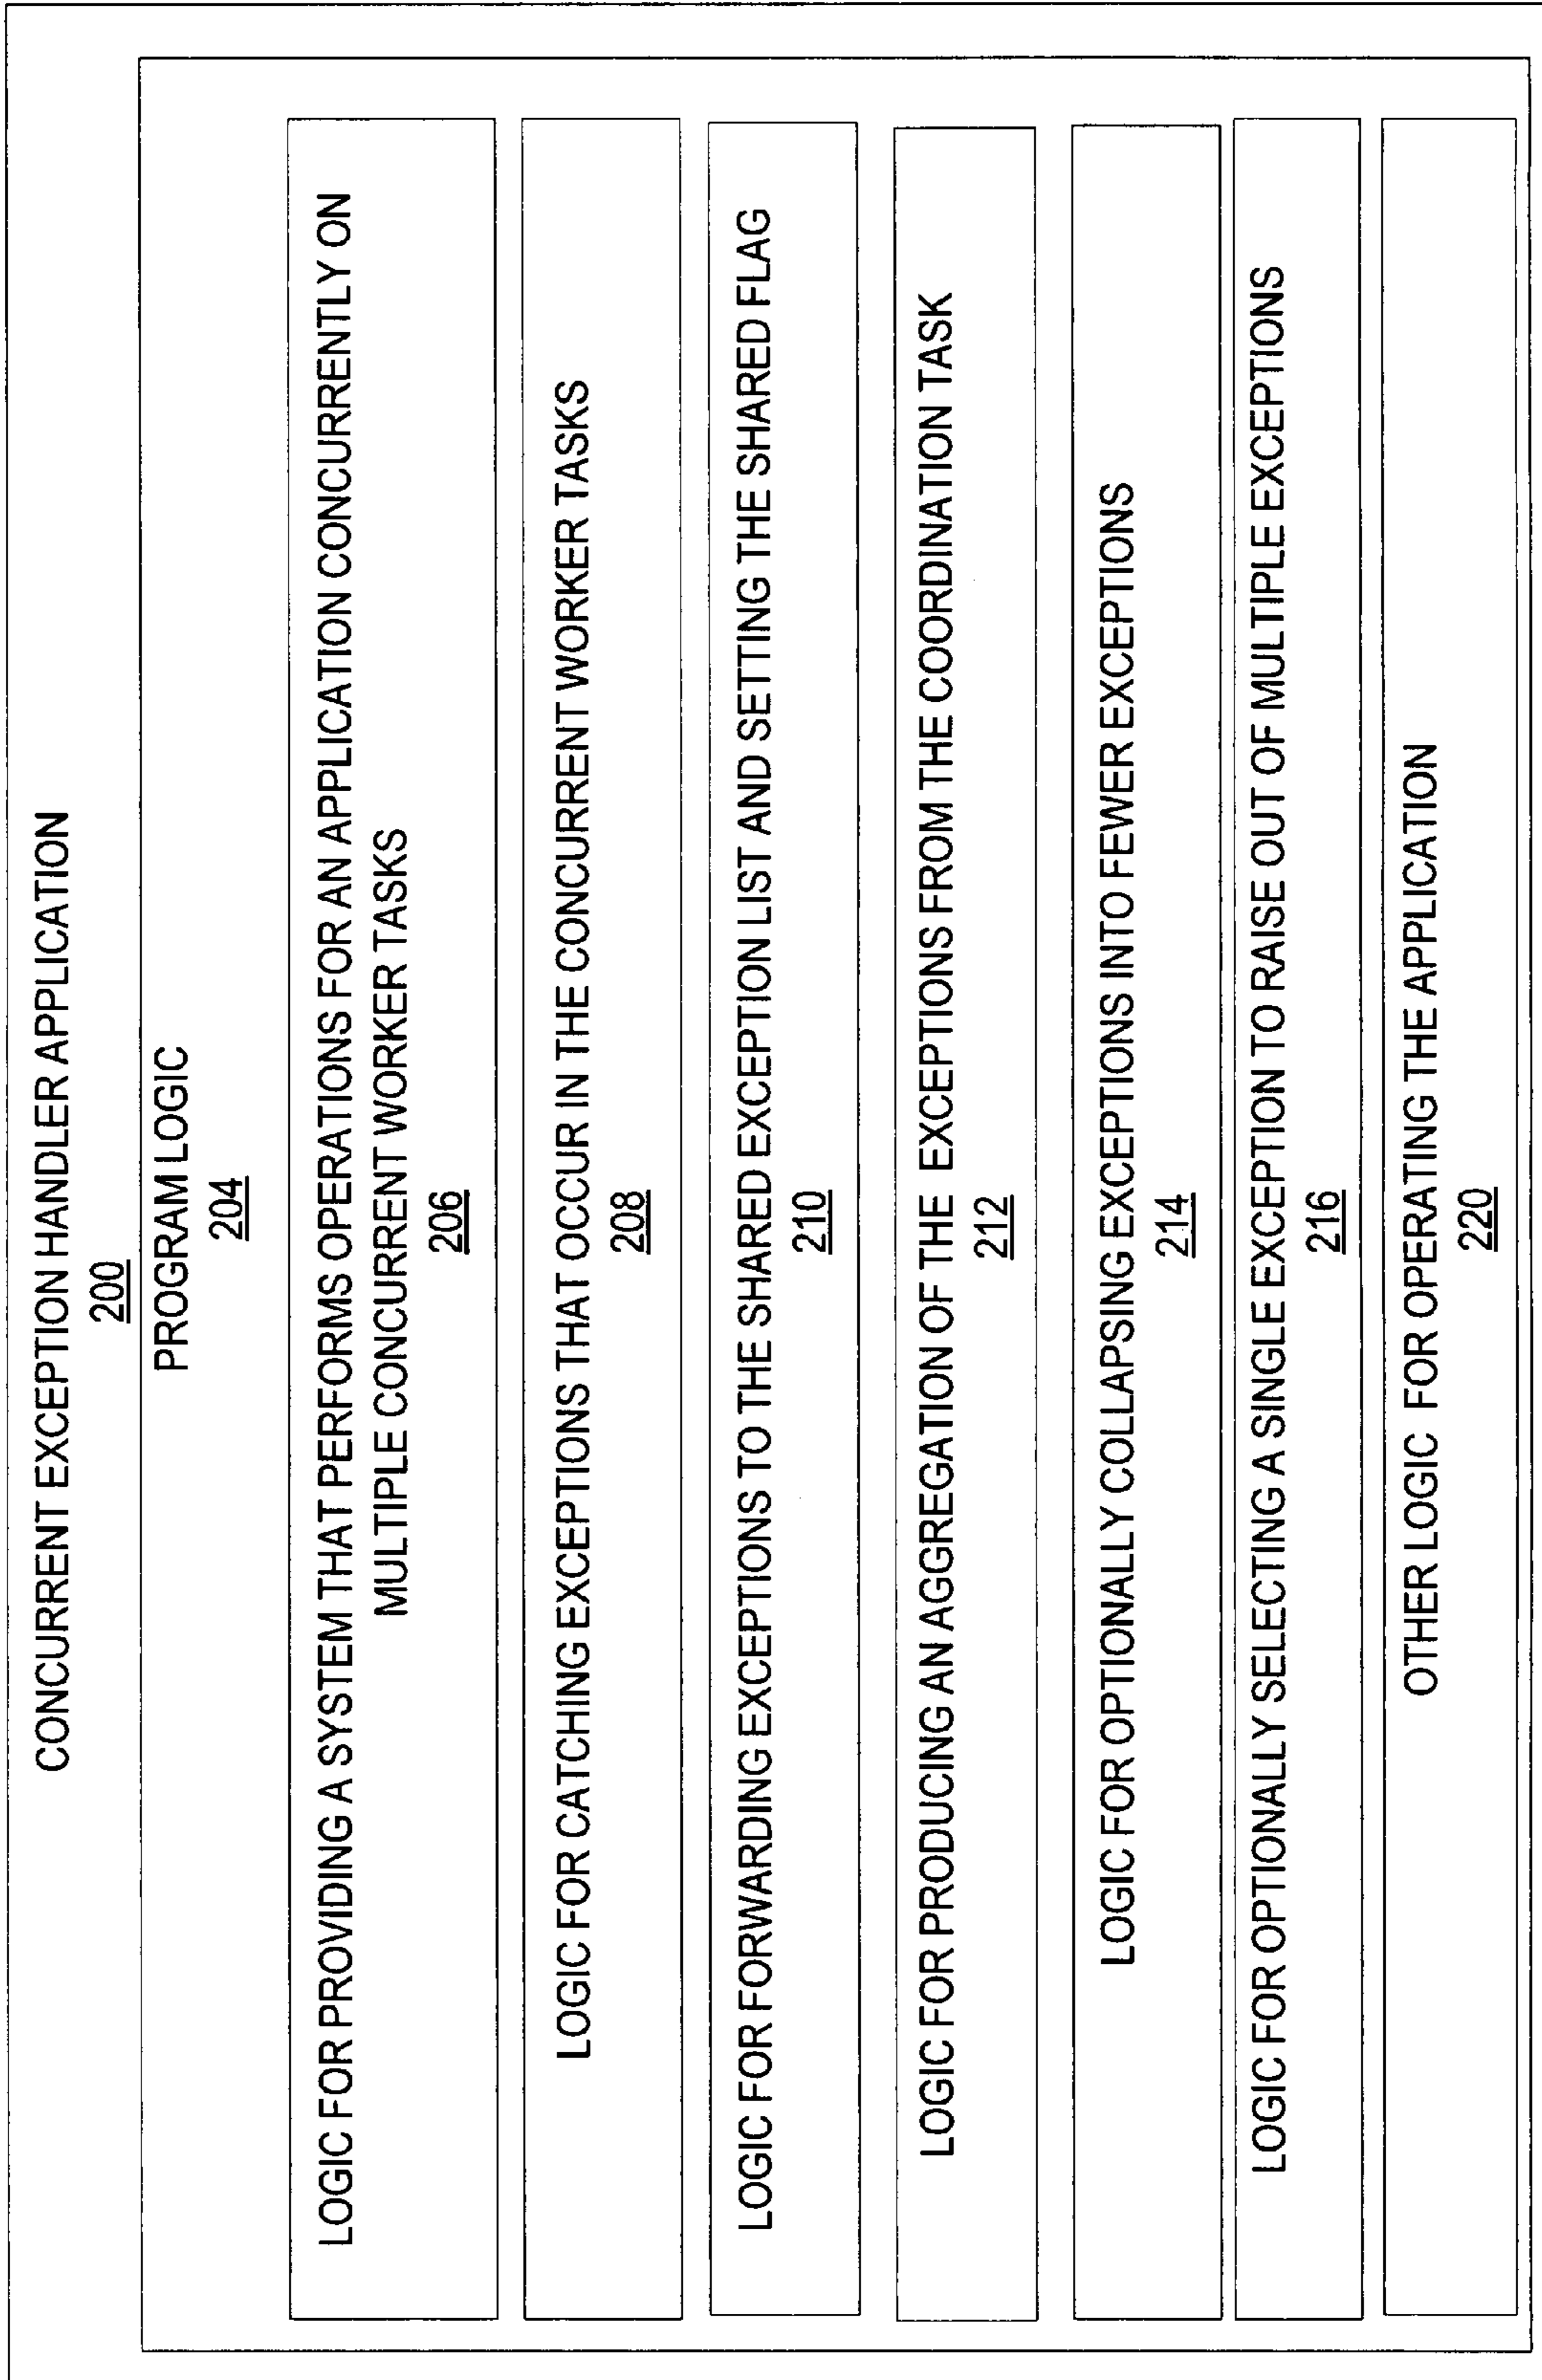 CONCURRENT EXCEPTION HANDLER APPLICATION
200
PROGRAM LOGIC
204
LOGIC FOR PROVIDING A SYSTEM THAT PERFORMS OPERATIONS FOR AN APPLICATION CONCURRENTLY ON
MULTIPLE CONCURRENT WORKER TASKS
206
LOGIC FOR CATCHING EXCEPTIONS THAT OCCUR IN THE CONCURRENT WORKER TASKS
208
LOGIC FOR FORWARDING EXCEPTIONS TO THE SHARED EXCEPTION LIST AND SETTING THE SHARED FLAG
210
LOGIC FOR PRODUCING AN AGGREGATION OF THE EXCEPTIONS FROM THE COORDINATION TASK
212
LOGIC FOR OPTIONALLY COLLAPSING EXCEPTIONS INTO FEWER EXCEPTIONS
214
LOGIC FOR OPTIONALLY SELECTING A SINGLE EXCEPTION TO RAISE OUT OF MULTIPLE EXCEPTIONS
216
OTHER LOGIC FOR OPERATING THE APPLICATION
220